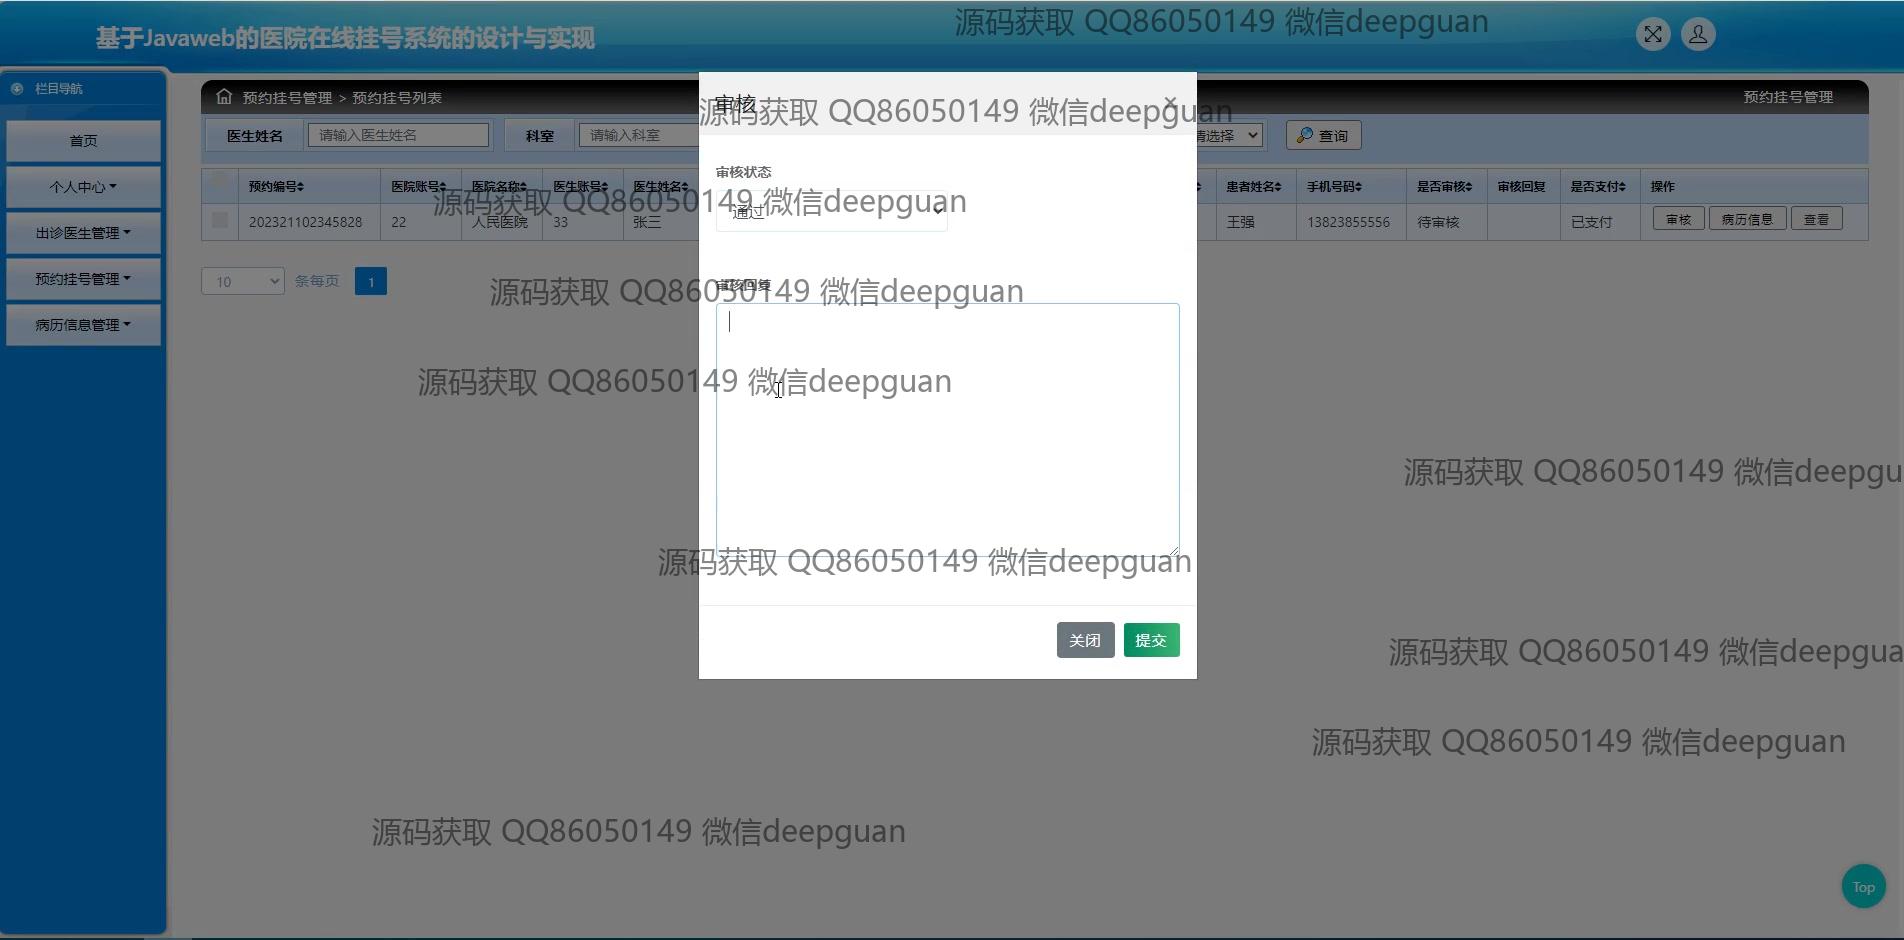 基于Javaweb的医院在线挂号系统的设计与实现
源码获取 QQ86050149 微信deepguan
栏目导航
首页
个人中心
出诊医生管理
预约挂号管理
病历信息管理
预约挂号管理 > 预约挂号列表
预约挂号管理
医生姓名 请输入医生姓名 科室 请输入科室 请选择 查询
预约编号 医院账号 医院名称 医生账号 医生姓名 患者姓名 手机号码 是否审核 审核回复 是否支付 操作
202321102345828 22 人民医院 33 张三 王强 13823855556 待审核 已支付 审核 病历信息 查看
10 条每页 1
审核
×
源码获取 QQ86050149 微信deepguan
审核状态
源码获取 QQ86050149 微信deepguan
通过
审核回复
源码获取 QQ86050149 微信deepguan
源码获取 QQ86050149 微信deepguan
源码获取 QQ86050149 微信deepgu
源码获取 QQ86050149 微信deepguan
关闭 提交
源码获取 QQ86050149 微信deepgua
源码获取 QQ86050149 微信deepguan
源码获取 QQ86050149 微信deepguan
Top